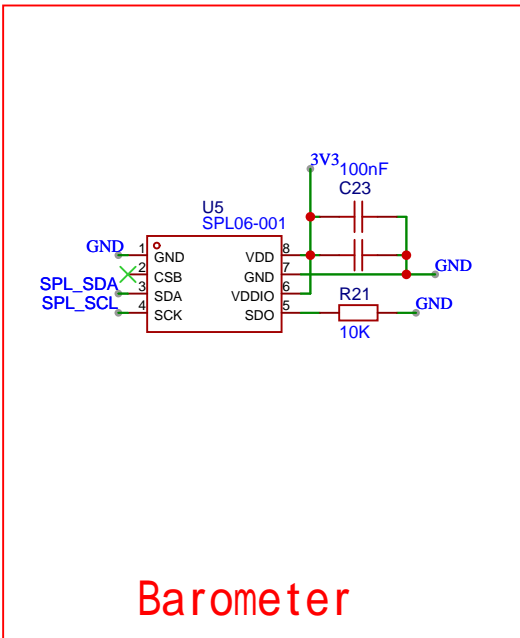 3V3
100nF
C23
U5
SPL06-001
GND 1 GND VDD 8
2 CSB GND 7 GND
SPL_SDA 3 SDA VDDIO 6
SPL_SCL 4 SCK SDO 5
R21
GND
10K
Barometer